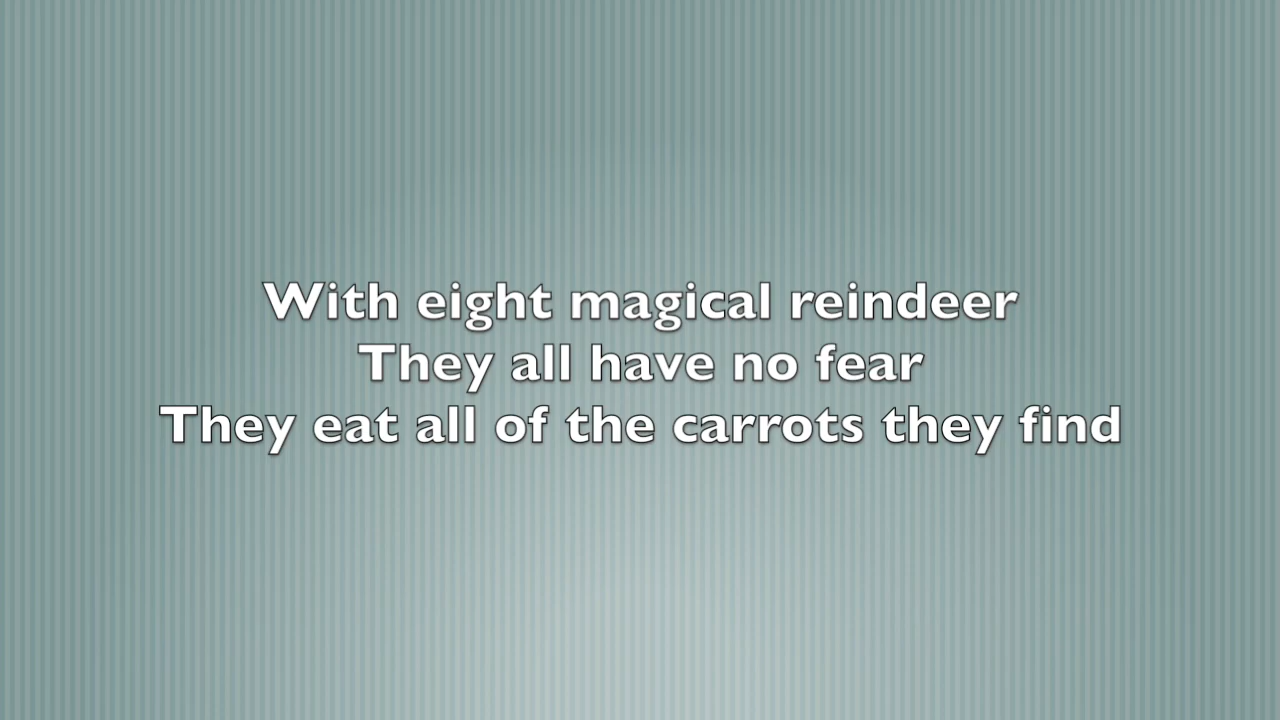 With eight magical reindeer
They all have no fear
They eat all of the carrots they find